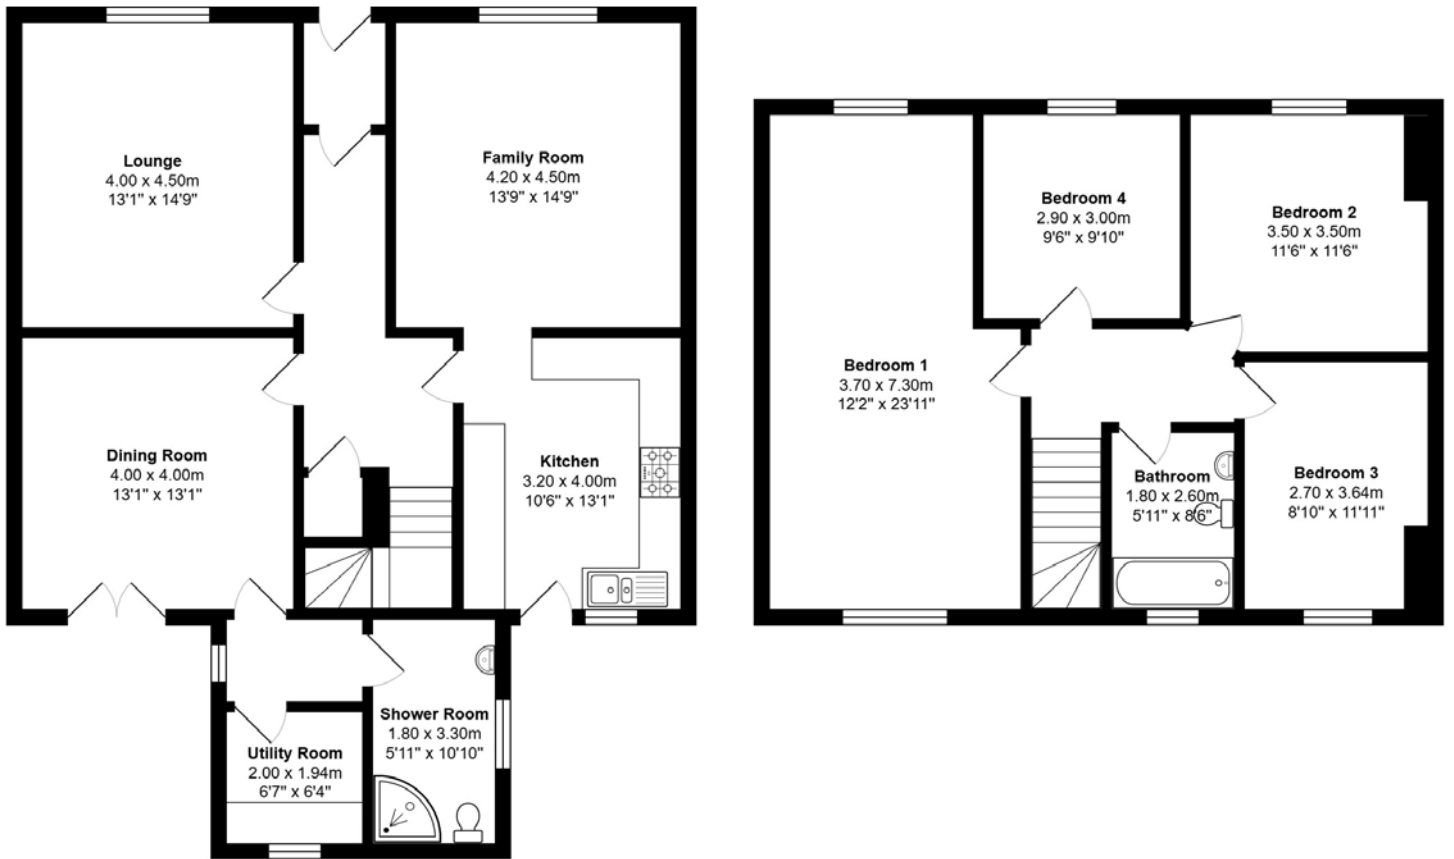 Lounge
4.00 x 4.50m
13'1" x 14'9"
Family Room
4.20 x 4.50m
13'9" x 14'9"
Dining Room
4.00 x 4.00m
13'1" x 13'1"
Kitchen
3.20 x 4.00m
10'6" x 13'1"
Shower Room
1.80 x 3.30m
5'11" x 10'10"
Utility Room
2.00 x 1.94m
6'7" x 6'4"
Bedroom 4
2.90 x 3.00m
9'6" x 9'10"
Bedroom 2
3.50 x 3.50m
11'6" x 11'6"
Bedroom 1
3.70 x 7.30m
12'2" x 23'11"
Bathroom
1.80 x 2.60m
5'11" x 8'6"
Bedroom 3
2.70 x 3.64m
8'10" x 11'11"